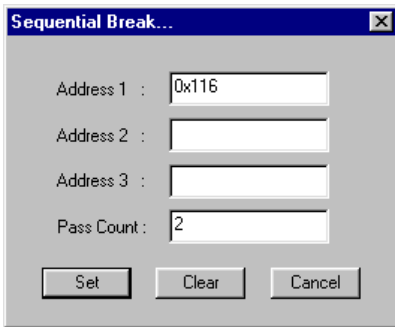 Sequential Break...
Address 1 : 0x116
Address 2 :
Address 3 :
Pass Count : 2
Set Clear Cancel